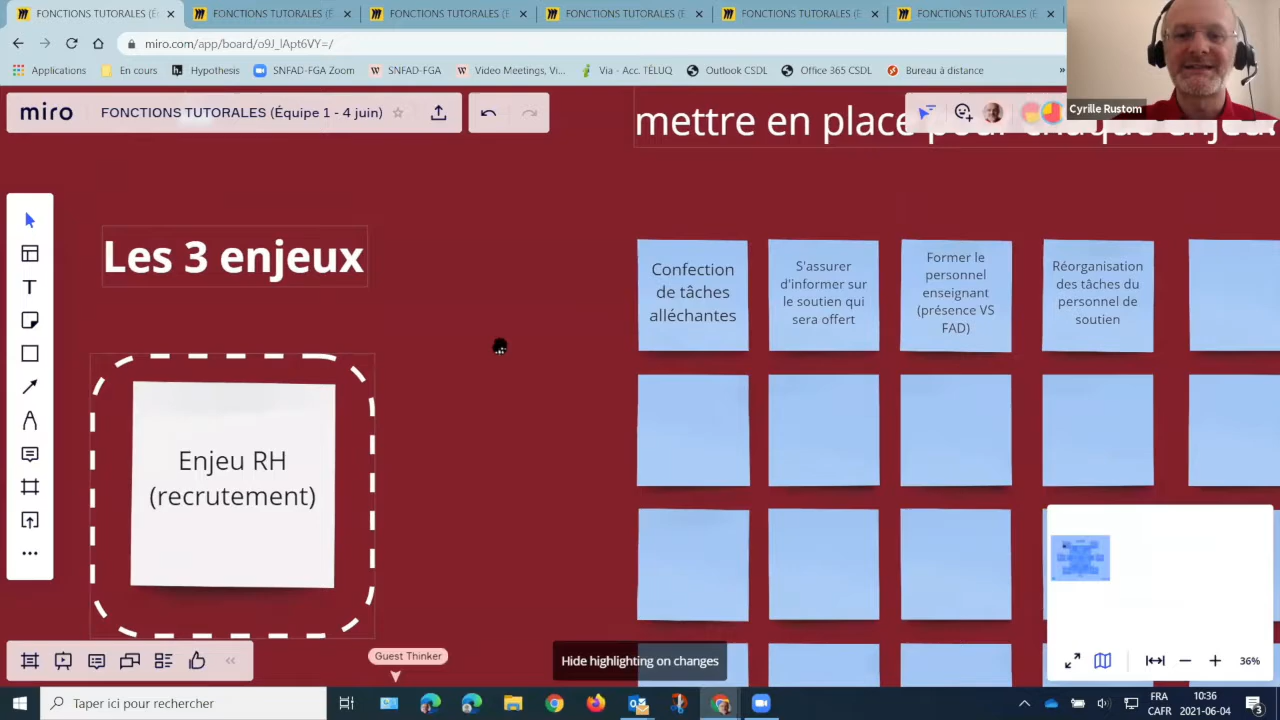 FONCTIONS TUTORALES (É
FONCTIONS TUTORALES (É
FONCTIONS TUTORALES (É
FONCTIONS TUTORALES (É
FONCTIONS TUTORALES (É
FONCTIONS TUTORALES (É
miro.com/app/board/o9J_lApt6VY=/
Applications
En cours
Hypothesis
SNFAD-FGA Zoom
SNFAD-FGA
Video Meetings, Vi...
Via - Acc. TÉLUQ
Outlook CSDL
Office 365 CSDL
Bureau à distance
»
Cyrille Rustom
miro
FONCTIONS TUTORALES (Équipe 1 - 4 juin)
mettre en place pour chaque enjeu
Les 3 enjeux
Confection
de tâches
alléchantes
S'assurer
d'informer sur
le soutien qui
sera offert
Former le
personnel
enseignant
(présence VS
FAD)
Réorganisation
des tâches du
personnel de
soutien
Enjeu RH
(recrutement)
Guest Thinker
Hide highlighting on changes
36%
Taper ici pour rechercher
FRA
CAFR
10:36
2021-06-04
3